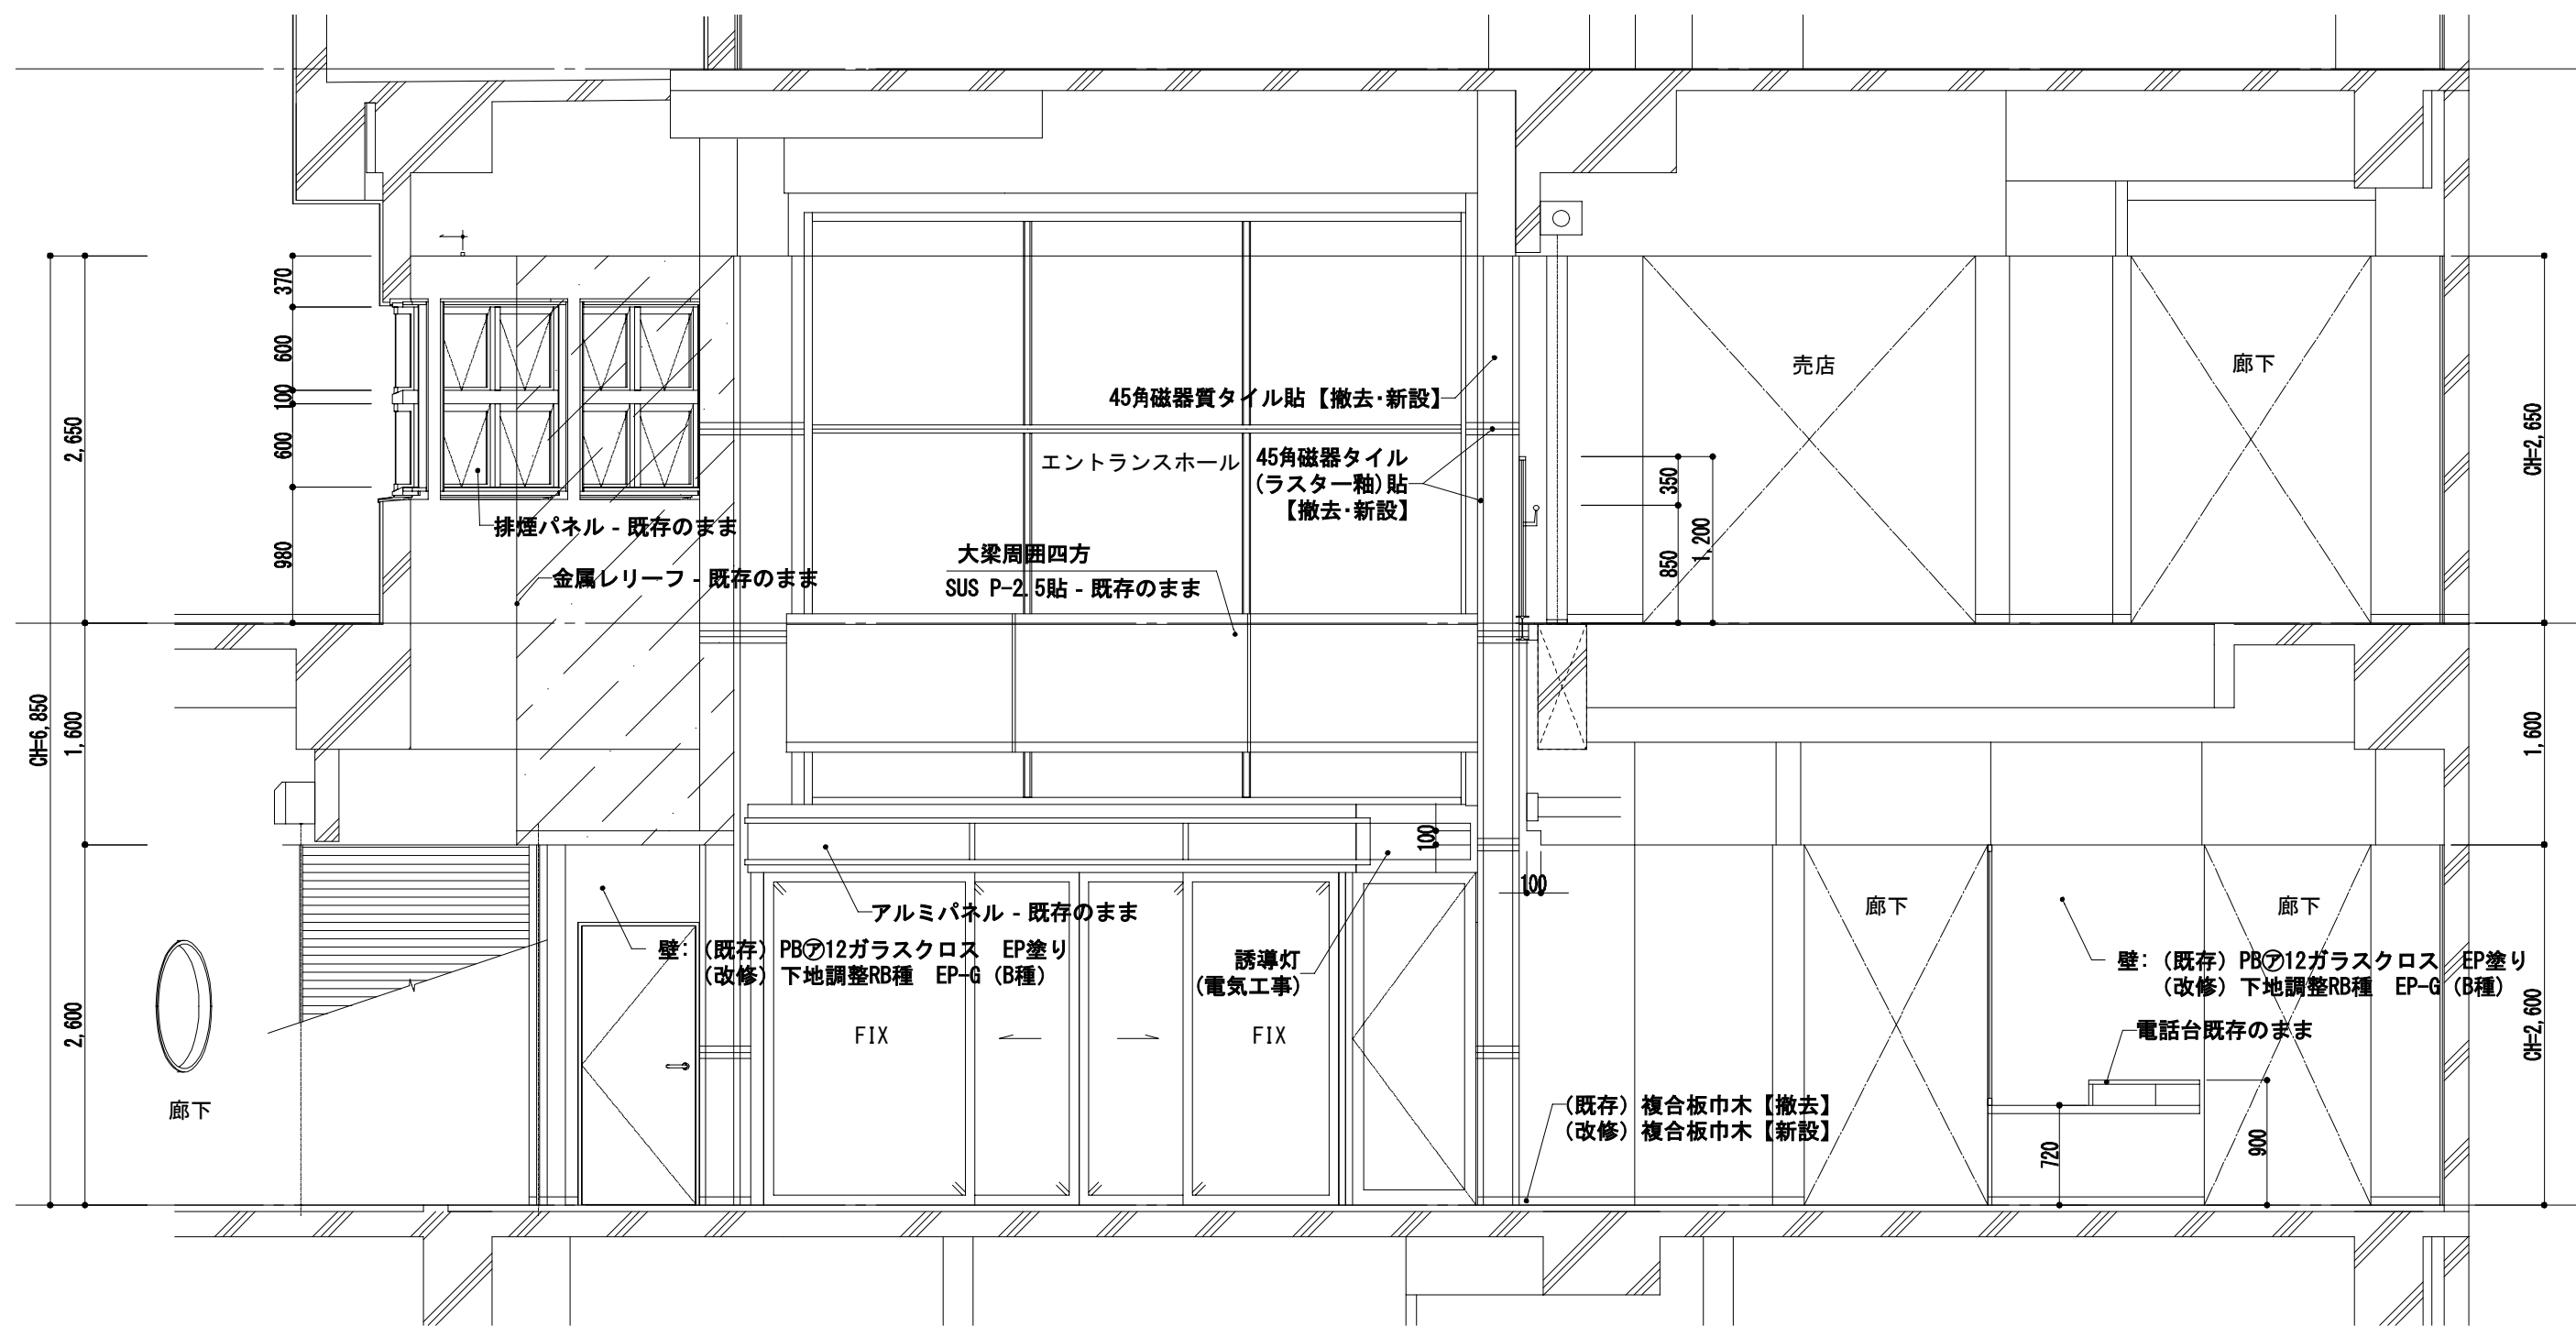 370
600
100
600
980
2,650
1,600
2,600
CH=6,850
排煙パネル - 既存のまま
金属レリーフ - 既存のまま
45角磁器質タイル貼【撤去・新設】
エントランスホール
45角磁器タイル
(ラスター釉)貼
【撤去・新設】
大梁周囲四方
SUS P-2.5貼 - 既存のまま
350
850
1,200
売店
廊下
CH=2,650
1,600
CH=2,600
100
100
アルミパネル - 既存のまま
壁: (既存) PB㋐12ガラスクロス EP塗り
(改修) 下地調整RB種 EP-G (B種)
誘導灯
(電気工事)
FIX
FIX
廊下
廊下
廊下
壁: (既存) PB㋐12ガラスクロス EP塗り
(改修) 下地調整RB種 EP-G (B種)
電話台既存のまま
(既存) 複合板巾木【撤去】
(改修) 複合板巾木【新設】
720
900